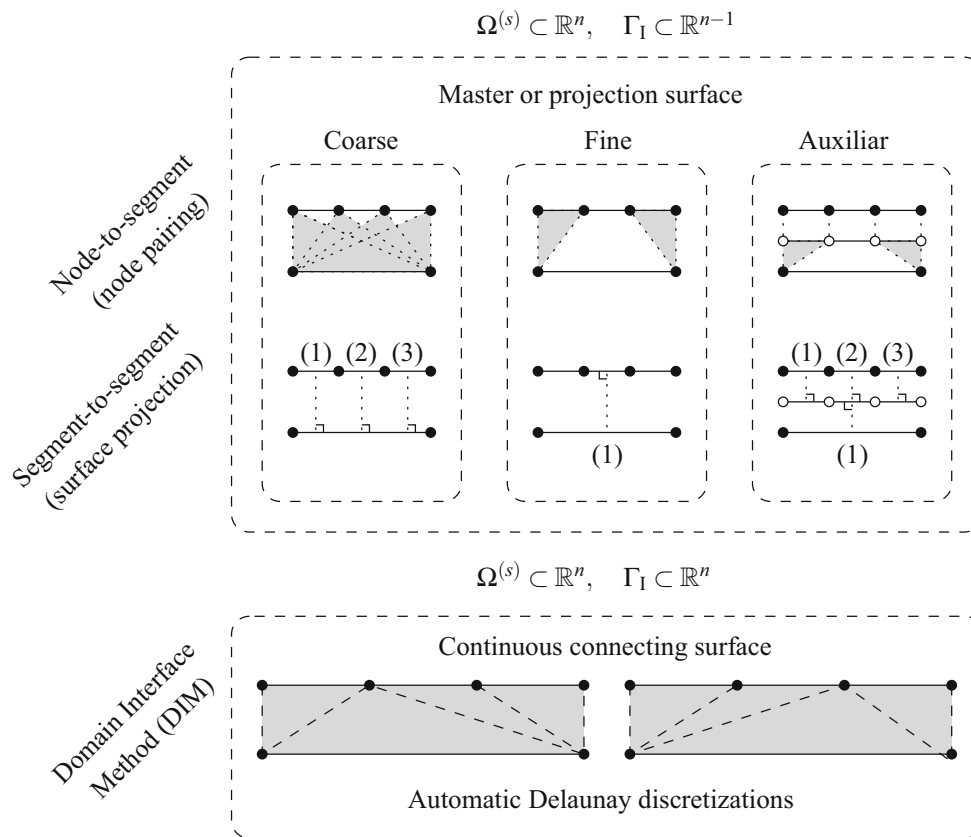 Ω^(s) ⊂ ℝ^n, Γ_I ⊂ ℝ^(n−1)
Master or projection surface
Coarse
Fine
Auxiliar
Node-to-segment
(node pairing)
Segment-to-segment
(surface projection)
(1) (2) (3)
(1)
(1) (2) (3)
(1)
Ω^(s) ⊂ ℝ^n, Γ_I ⊂ ℝ^n
Domain Interface
Method (DIM)
Continuous connecting surface
Automatic Delaunay discretizations